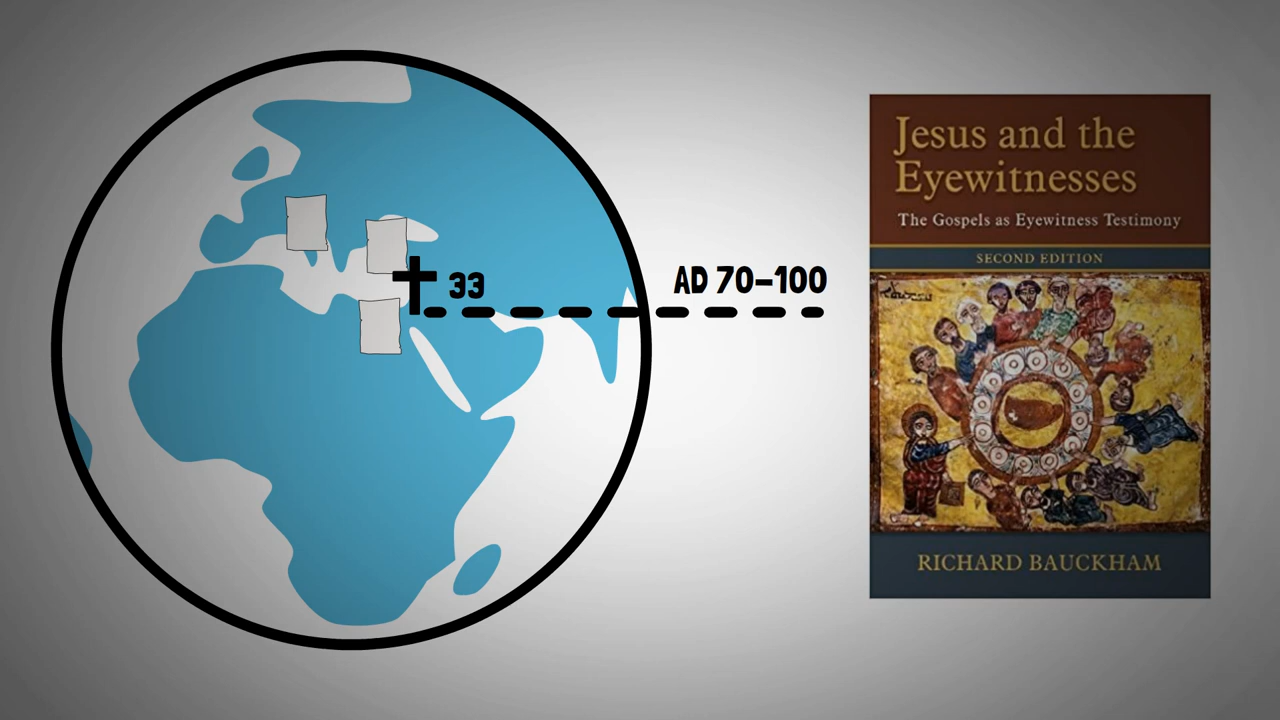 33
AD 70–100
Jesus and the
Eyewitnesses
The Gospels as Eyewitness Testimony
SECOND EDITION
RICHARD BAUCKHAM